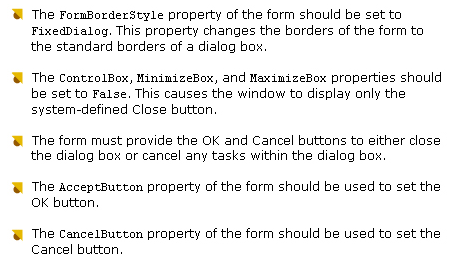 The FormBorderStyle property of the form should be set to
FixedDialog. This property changes the borders of the form to
the standard borders of a dialog box.
The ControlBox, MinimizeBox, and MaximizeBox properties should
be set to False. This causes the window to display only the
system-defined Close button.
The form must provide the OK and Cancel buttons to either close
the dialog box or cancel any tasks within the dialog box.
The AcceptButton property of the form should be used to set the
OK button.
The CancelButton property of the form should be used to set the
Cancel button.